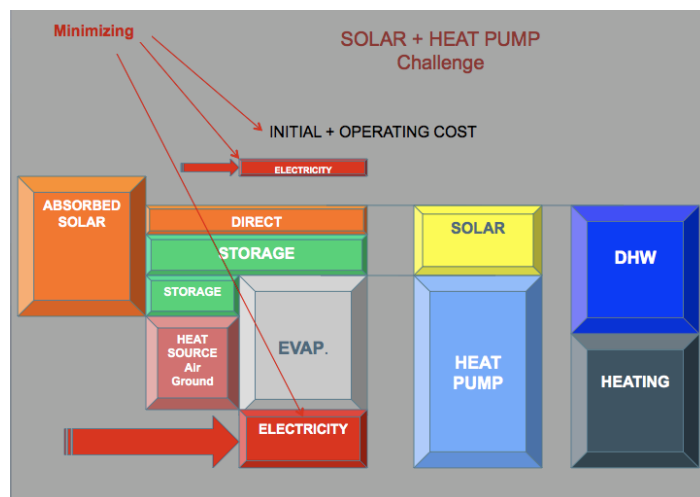 Minimizing
SOLAR + HEAT PUMP
Challenge
INITIAL + OPERATING COST
ELECTRICITY
ABSORBED
SOLAR
DIRECT
STORAGE
STORAGE
HEAT
SOURCE
Air
Ground
EVAP.
ELECTRICITY
SOLAR
HEAT
PUMP
DHW
HEATING